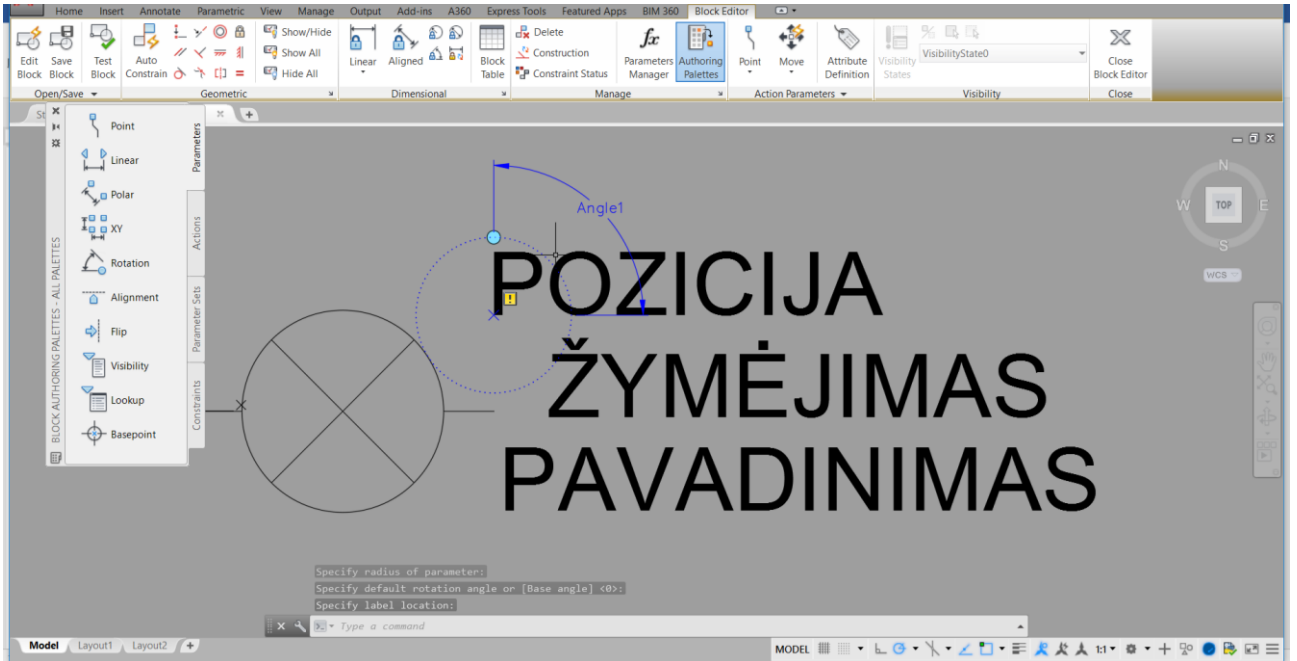 Home Insert Annotate Parametric View Manage Output Add-ins A360 Express Tools Featured Apps BIM 360 Block Editor
Edit Block
Save Block
Test Block
Auto Constrain
Show/Hide
Show All
Hide All
Linear
Aligned
Block Table
Delete
Construction
Constraint Status
fx
Parameters Manager
Authoring Palettes
Point
Move
Attribute Definition
Visibility States
VisibilityState0
Close Block Editor
Open/Save Geometric Dimensional Manage Action Parameters Visibility Close
St
Point
Linear
Polar
XY
Rotation
Alignment
Flip
Visibility
Lookup
Basepoint
Parameters
Actions
Parameter Sets
Constraints
BLOCK AUTHORING PALETTES - ALL PALETTES
Angle1
POZICIJA
ŽYMĖJIMAS
PAVADINIMAS
N
W TOP E
S
WCS
Specify radius of parameter:
Specify default rotation angle or [Base angle] <0>:
Specify label location:
Type a command
Model Layout1 Layout2 +
MODEL 1:1